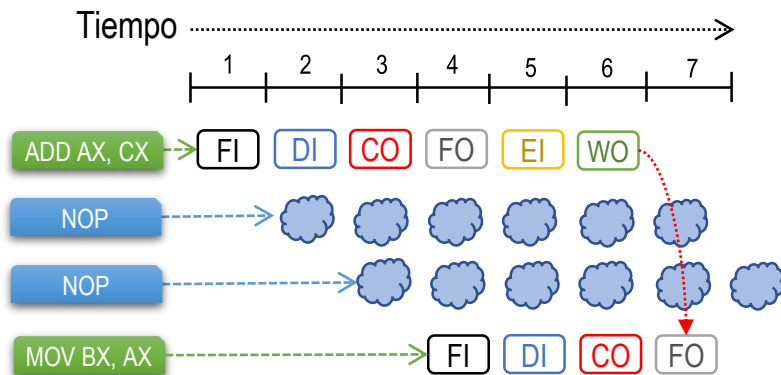 Tiempo
1 2 3 4 5 6 7
ADD AX, CX FI DI CO FO EI WO
NOP
NOP
MOV BX, AX FI DI CO FO